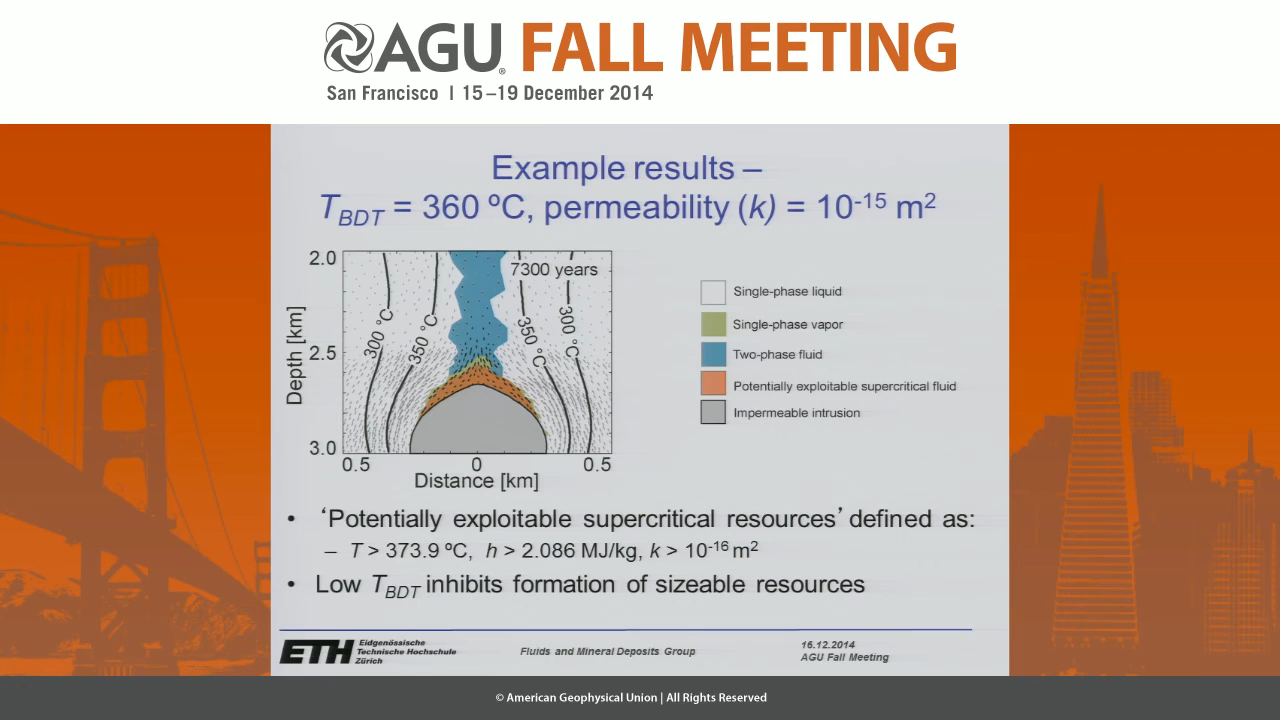 AGU® FALL MEETING
San Francisco | 15–19 December 2014
Example results –
T_BDT = 360 ºC, permeability (k) = 10⁻¹⁵ m²
2.0
7300 years
300 °C
350 °C
350 °C
300 °C
2.5
Depth [km]
3.0
0.5 0 0.5
Distance [km]
Single-phase liquid
Single-phase vapor
Two-phase fluid
Potentially exploitable supercritical fluid
Impermeable intrusion
• ‘Potentially exploitable supercritical resources’ defined as:
– T > 373.9 ºC, h > 2.086 MJ/kg, k > 10⁻¹⁶ m²
• Low T_BDT inhibits formation of sizeable resources
ETH Eidgenössische
Technische Hochschule
Zürich
Fluids and Mineral Deposits Group
16.12.2014
AGU Fall Meeting
© American Geophysical Union | All Rights Reserved